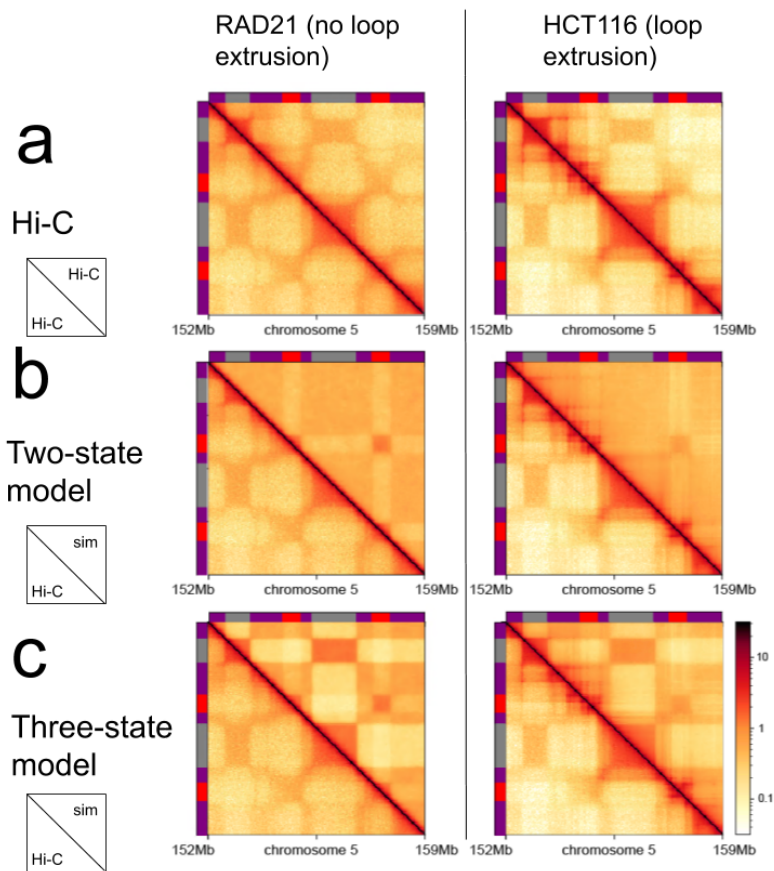 RAD21 (no loop
extrusion)
HCT116 (loop
extrusion)
a
Hi-C
Hi-C
Hi-C
152Mb chromosome 5 159Mb
152Mb chromosome 5 159Mb
b
Two-state
model
sim
Hi-C
152Mb chromosome 5 159Mb
152Mb chromosome 5 159Mb
c
Three-state
model
sim
Hi-C
10
1
0.1
152Mb chromosome 5 159Mb
152Mb chromosome 5 159Mb